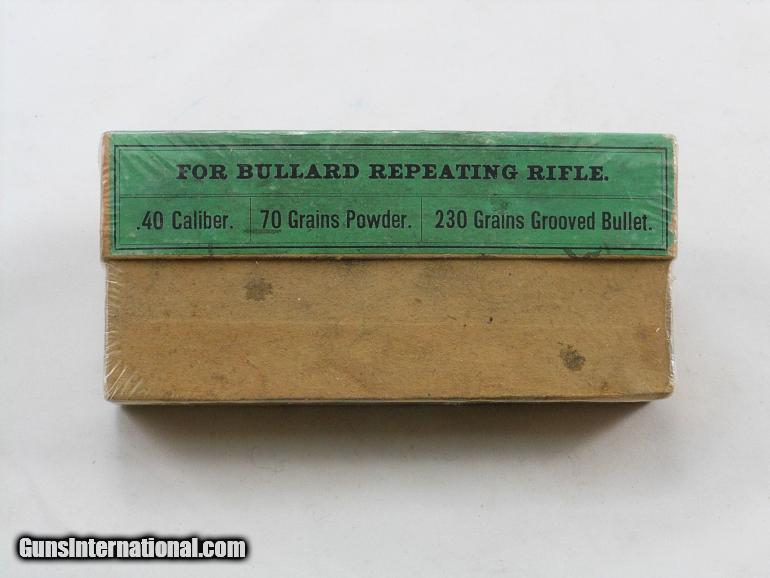 FOR BULLARD REPEATING RIFLE.
.40 Caliber. 70 Grains Powder. 230 Grains Grooved Bullet.
GunsInternational.com